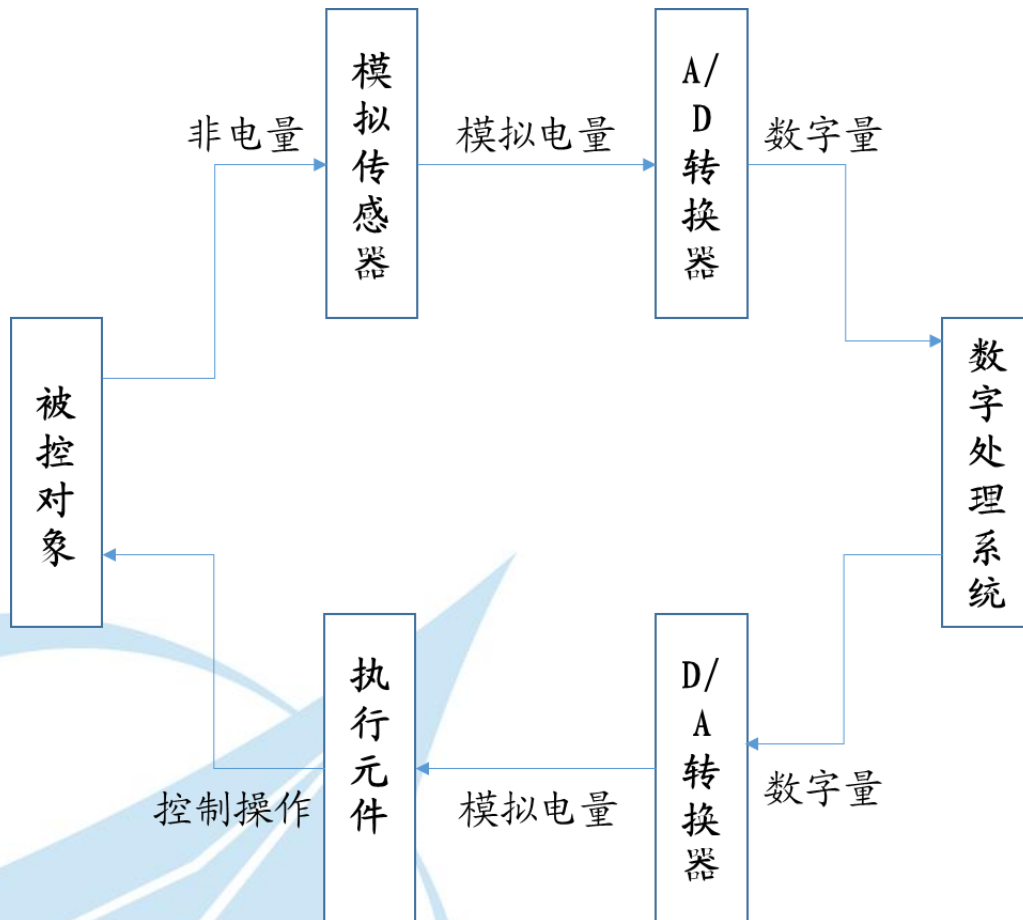 模拟传感器
A/D转换器
非电量
模拟电量
数字量
被控对象
数字处理系统
执行元件
D/A转换器
控制操作
模拟电量
数字量